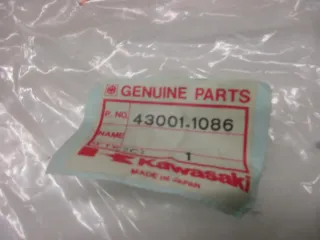 GENUINE PARTS
P. NO. 43001.1086
NAME
1
Kawasaki
MADE IN JAPAN